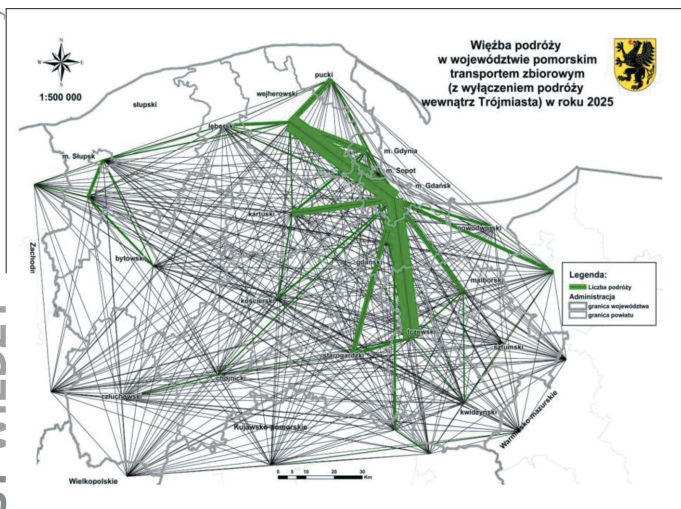 Więźba podróży
w województwie pomorskim
transportem zbiorowym
(z wyłączeniem podróży
wewnątrz Trójmiasta) w roku 2025
1:500 000
pucki
wejherowski
słupski
lęborski
m. Gdynia
m. Słupsk
m. Sopot
m. Gdańsk
kartuski
nowodworski
Zachodn
bytowski
gdański
malborski
kościerski
tczewski
sztumski
starogardzki
chojnicki
człuchowski
kwidzyński
Kujawsko-pomorskie
Warmińsko-mazurskie
Wielkopolskie
Legenda:
Liczba podróży
Administracja
granica województwa
granica powiatu
0 5 10 20 30
Km